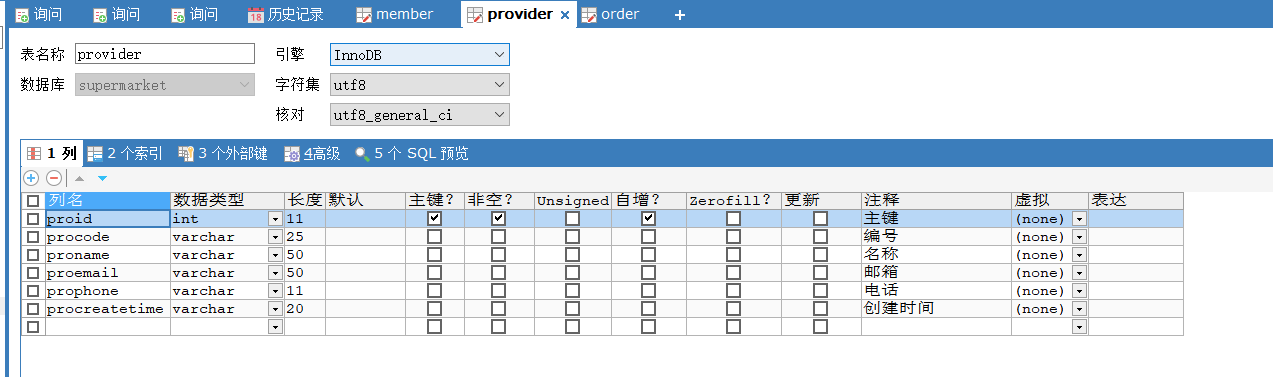 询问 询问 询问 历史记录 member provider × order +
表名称 provider 引擎 InnoDB
数据库 supermarket 字符集 utf8
核对 utf8_general_ci
1 列 2 个索引 3 个外部键 4高级 5 个 SQL 预览
列名 数据类型 长度 默认 主键? 非空? Unsigned 自增? Zerofill? 更新 注释 虚拟 表达
proid int 11 主键 (none)
procode varchar 25 编号 (none)
proname varchar 50 名称 (none)
proemail varchar 50 邮箱 (none)
prophone varchar 11 电话 (none)
procreatetime varchar 20 创建时间 (none)